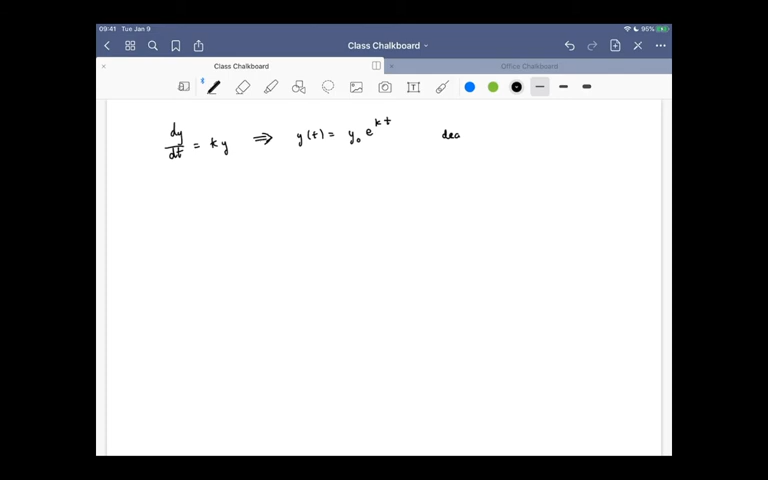 09:41 Tue Jan 9 95%
Class Chalkboard
Class Chalkboard Office Chalkboard
dy/dt = ky ⇒ y(t) = y₀ e^{kt} dea